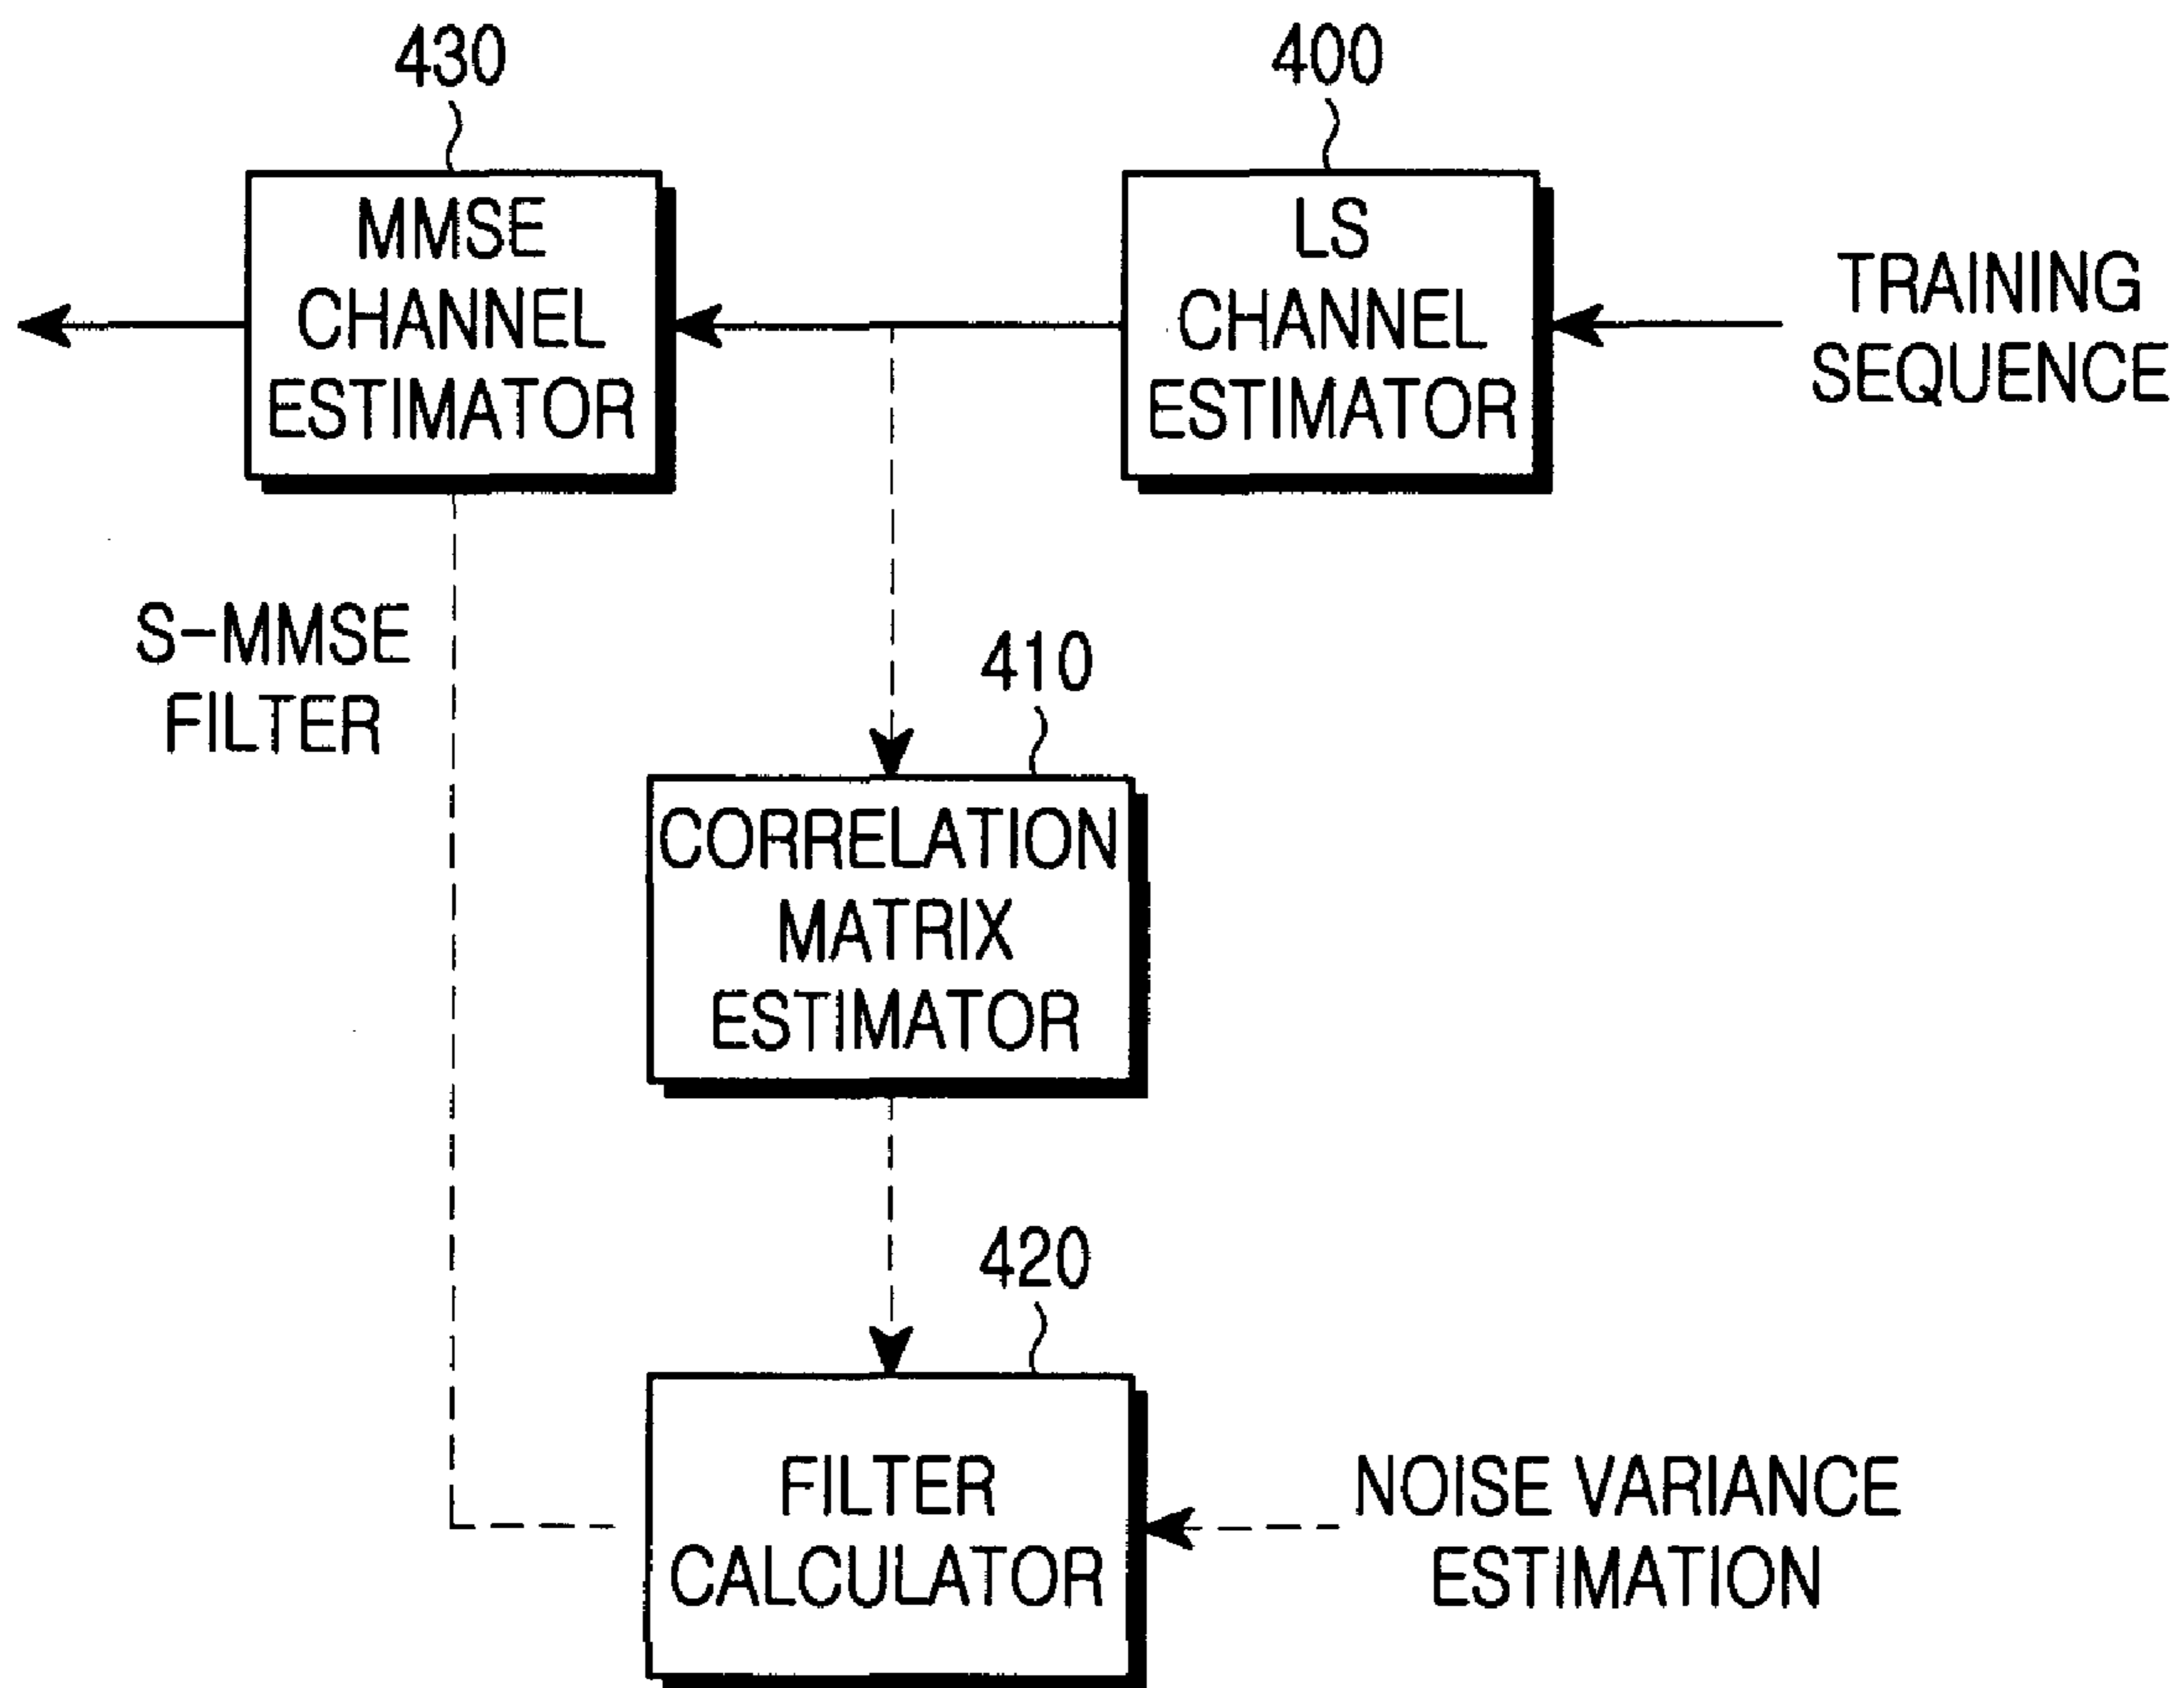 430
400
MMSE
CHANNEL
ESTIMATOR
LS
CHANNEL
ESTIMATOR
TRAINING
SEQUENCE
S-MMSE
FILTER
410
CORRELATION
MATRIX
ESTIMATOR
420
FILTER
CALCULATOR
NOISE VARIANCE
ESTIMATION